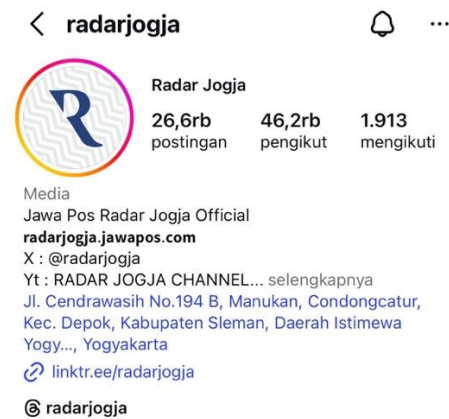 radarjogja
Radar Jogja
26,6rb 46,2rb 1.913
postingan pengikut mengikuti
Media
Jawa Pos Radar Jogja Official
radarjogja.jawapos.com
X : @radarjogja
Yt : RADAR JOGJA CHANNEL... selengkapnya
Jl. Cendrawasih No.194 B, Manukan, Condongcatur,
Kec. Depok, Kabupaten Sleman, Daerah Istimewa
Yogy..., Yogyakarta
linktr.ee/radarjogja
radarjogja